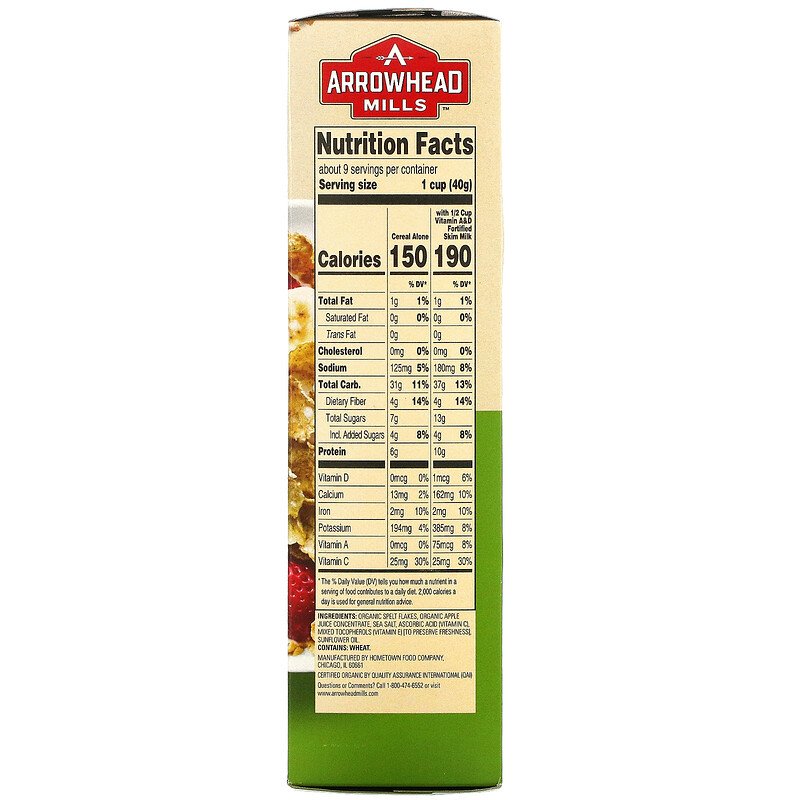 A
ARROWHEAD
MILLS™
Nutrition Facts
about 9 servings per container
Serving size 1 cup (40g)
with 1/2 Cup
Vitamin A&D
Fortified
Cereal Alone Skim Milk
Calories 150 190
% DV* % DV*
Total Fat 1g 1% 1g 1%
Saturated Fat 0g 0% 0g 0%
Trans Fat 0g 0g
Cholesterol 0mg 0% 0mg 0%
Sodium 125mg 5% 180mg 8%
Total Carb. 31g 11% 37g 13%
Dietary Fiber 4g 14% 4g 14%
Total Sugars 7g 13g
Incl. Added Sugars 4g 8% 4g 8%
Protein 6g 10g
Vitamin D 0mcg 0% 1mcg 6%
Calcium 13mg 2% 162mg 10%
Iron 2mg 10% 2mg 10%
Potassium 194mg 4% 385mg 8%
Vitamin A 0mcg 0% 75mcg 8%
Vitamin C 25mg 30% 25mg 30%
* The % Daily Value (DV) tells you how much a nutrient in a
serving of food contributes to a daily diet. 2,000 calories a
day is used for general nutrition advice.
INGREDIENTS: ORGANIC SPELT FLAKES, ORGANIC APPLE
JUICE CONCENTRATE, SEA SALT, ASCORBIC ACID [VITAMIN C],
MIXED TOCOPHEROLS [VITAMIN E] [TO PRESERVE FRESHNESS],
SUNFLOWER OIL.
CONTAINS: WHEAT.
MANUFACTURED BY HOMETOWN FOOD COMPANY,
CHICAGO, IL 60661
CERTIFIED ORGANIC BY QUALITY ASSURANCE INTERNATIONAL (QAI)
Questions or Comments? Call 1-800-474-6552 or visit
www.arrowheadmills.com